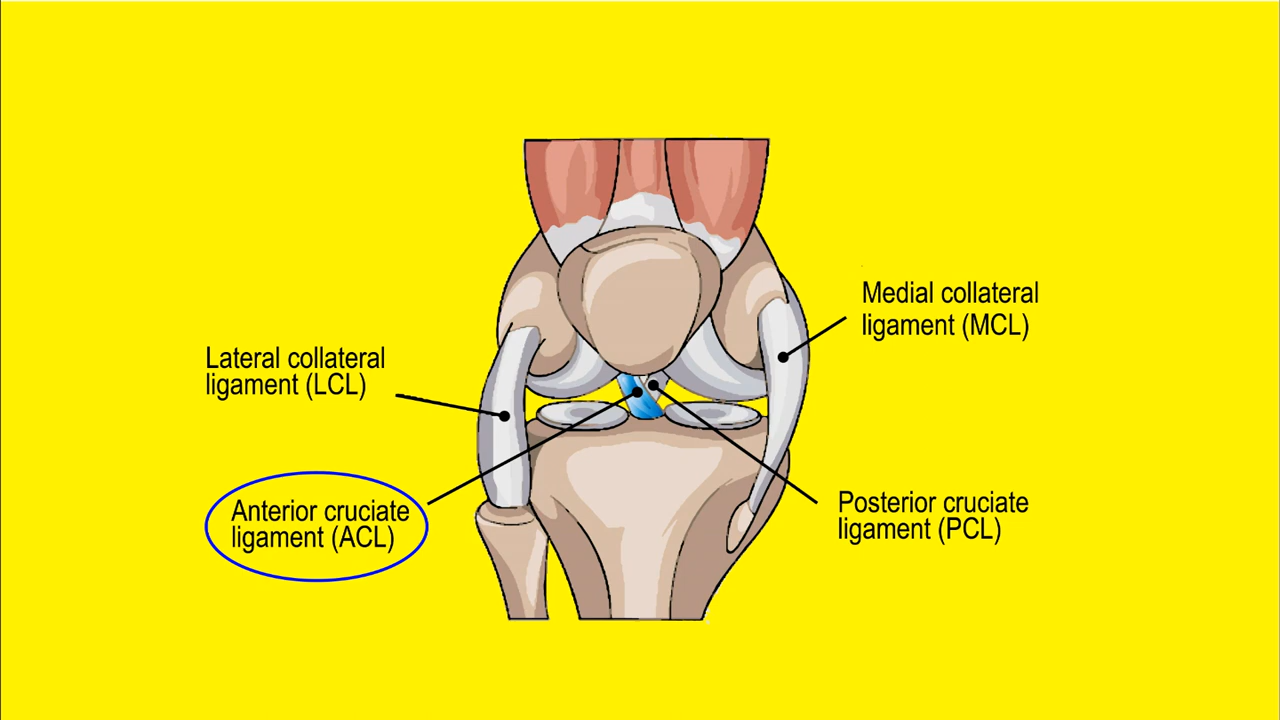 Medial collateral
ligament (MCL)
Lateral collateral
ligament (LCL)
Anterior cruciate
ligament (ACL)
Posterior cruciate
ligament (PCL)